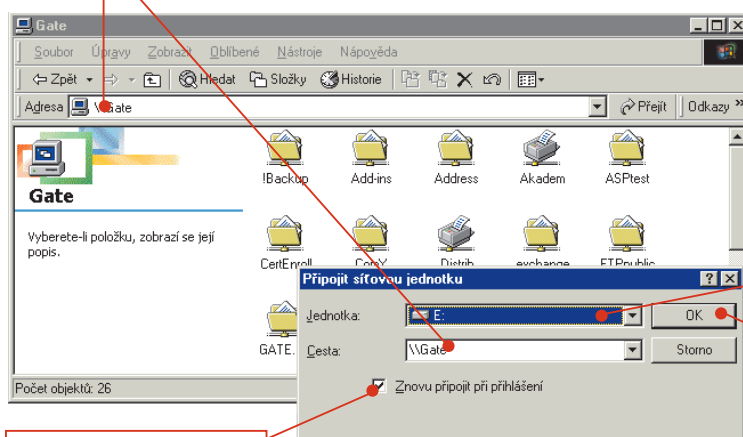 Gate
Soubor Úpravy Zobrazit Oblíbené Nástroje Nápověda
Zpět Hledat Složky Historie
Adresa \\Gate Přejít Odkazy »
Gate
Vyberete-li položku, zobrazí se její
popis.
!Backup Add-ins Address Akadem ASPtest
CertEnroll ComY Distrib exchange FTPpublic
GATE.
Počet objektů: 26
Připojit síťovou jednotku
Jednotka: E: OK
Cesta: \\Gate Storno
Znovu připojit při přihlášení